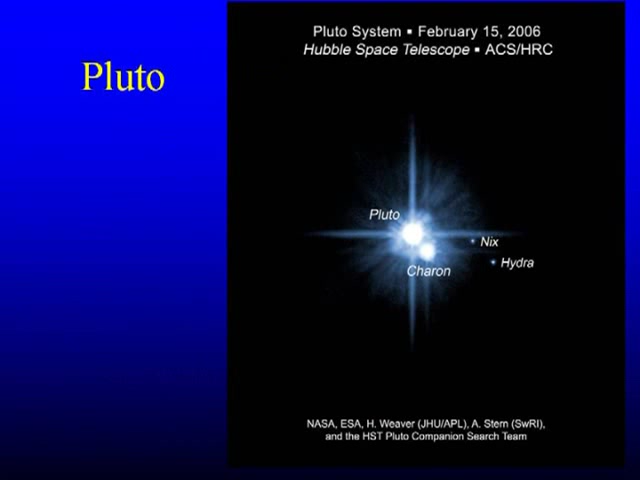 Pluto
Pluto System ▪ February 15, 2006
Hubble Space Telescope ▪ ACS/HRC
Pluto
Nix
Charon
Hydra
NASA, ESA, H. Weaver (JHU/APL), A. Stern (SwRI),
and the HST Pluto Companion Search Team